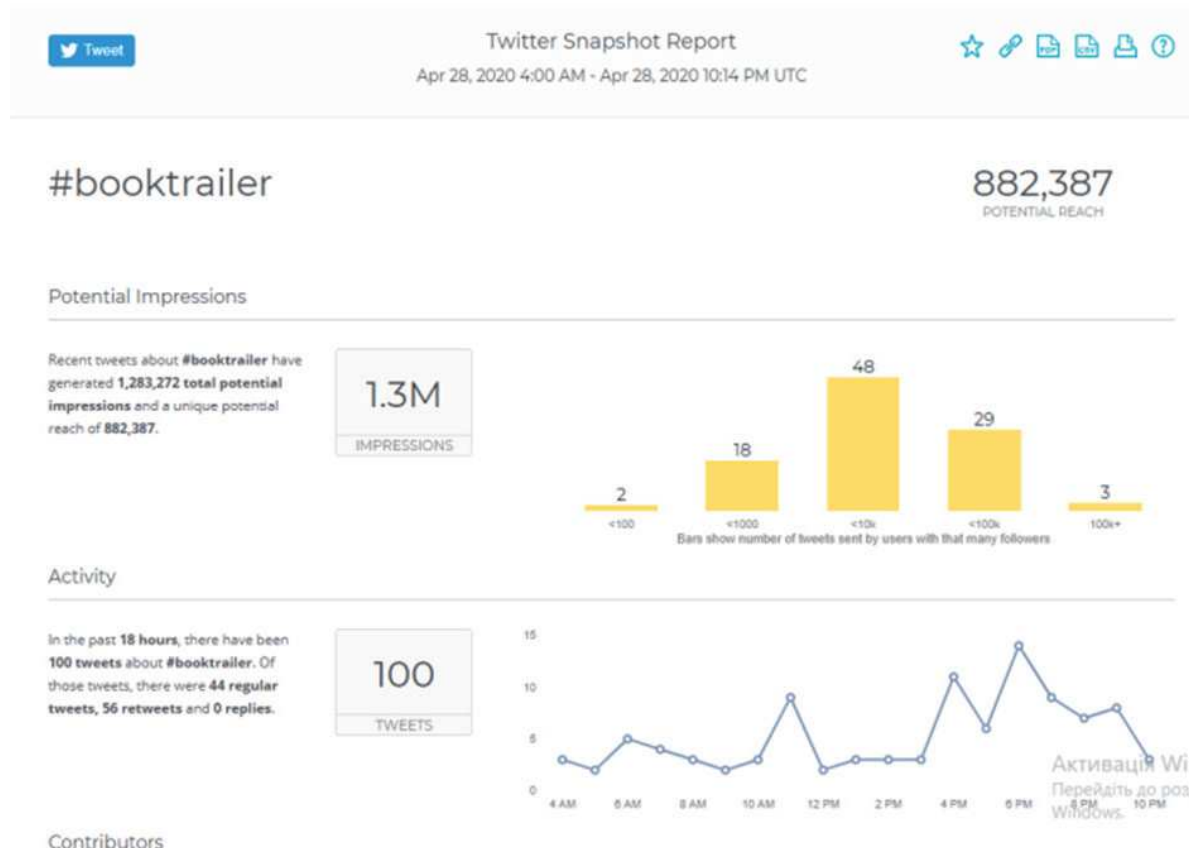 Tweet
Twitter Snapshot Report
Apr 28, 2020 4:00 AM - Apr 28, 2020 10:14 PM UTC
PDF
CSV
?
#booktrailer
882,387
POTENTIAL REACH
Potential Impressions
Recent tweets about #booktrailer have
generated 1,283,272 total potential
impressions and a unique potential
reach of 882,387.
1.3M
IMPRESSIONS
2
18
48
29
3
<100
<1000
<10k
<100k
100k+
Bars show number of tweets sent by users with that many followers
Activity
In the past 18 hours, there have been
100 tweets about #booktrailer. Of
those tweets, there were 44 regular
tweets, 56 retweets and 0 replies.
100
TWEETS
15
10
5
0
4 AM
6 AM
8 AM
10 AM
12 PM
2 PM
4 PM
6 PM
8 PM
10 PM
Активація Wi
Перейдіть до роз
Windows.
Contributors